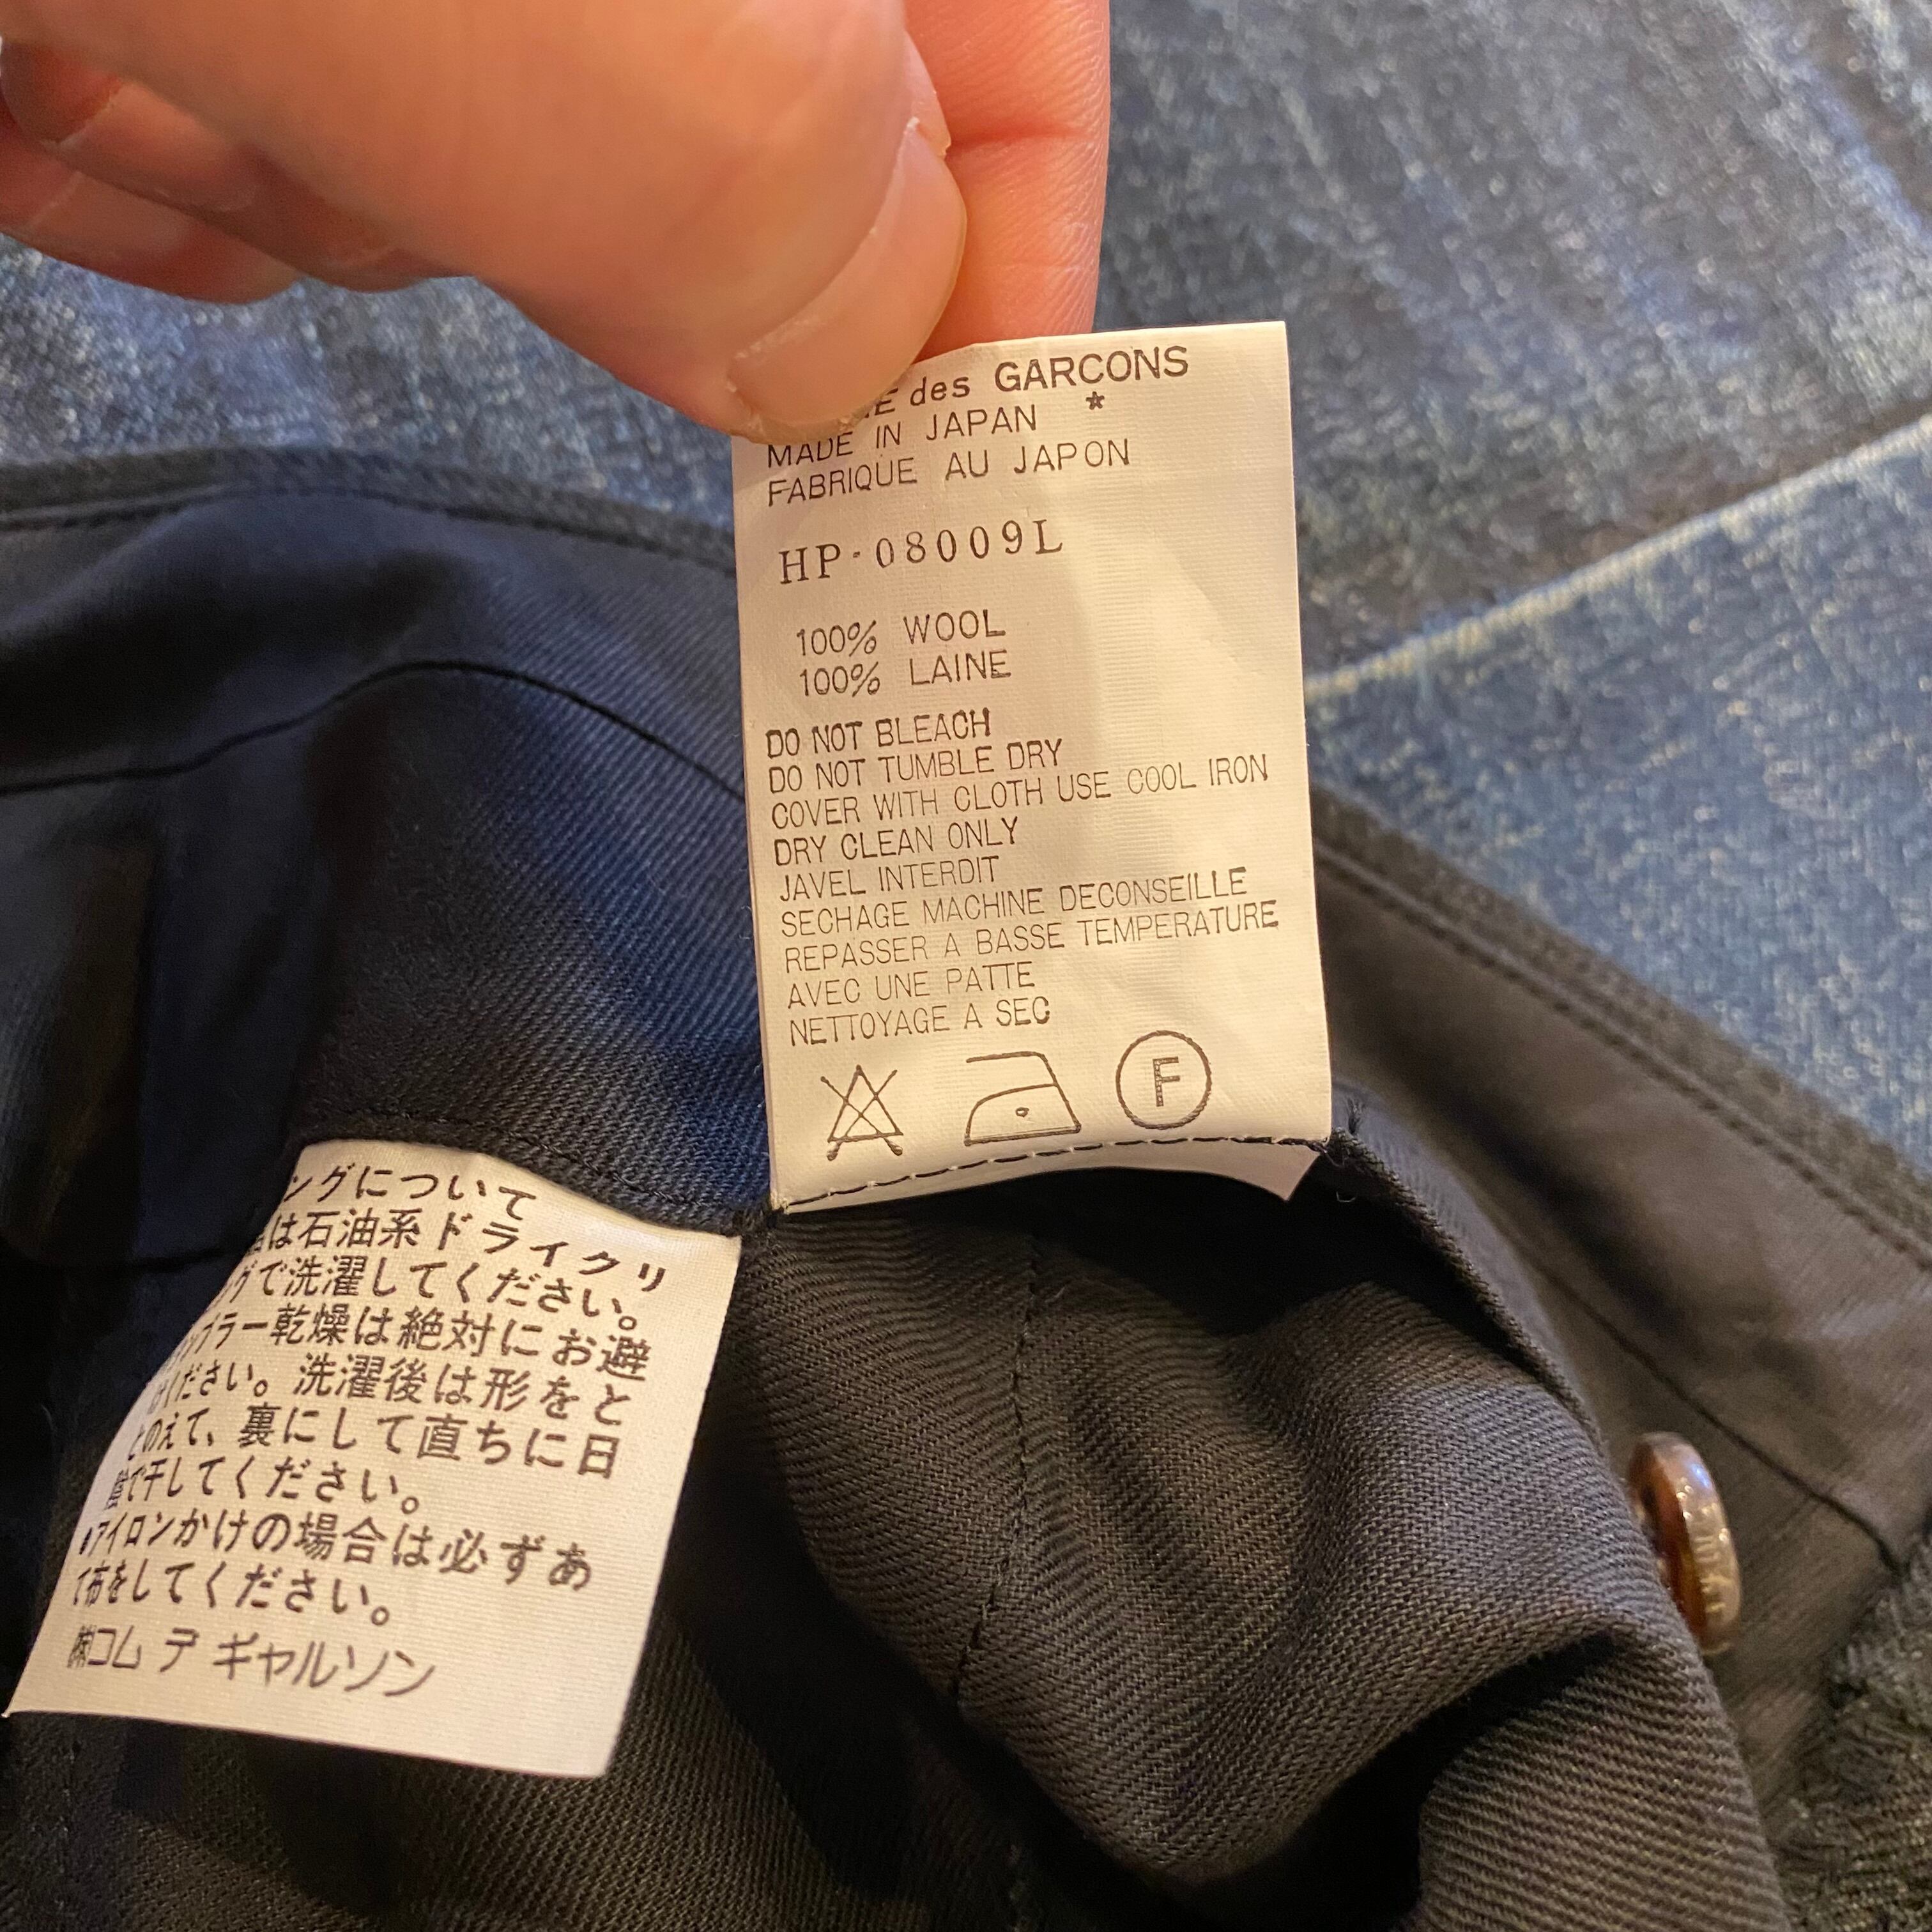 des GARCONS
*
MADE IN JAPAN
FABRIQUE AU JAPON
HP-08009L
100% WOOL
100% LAINE
DO NOT BLEACH
DO NOT TUMBLE DRY
COVER WITH CLOTH USE COOL IRON
DRY CLEAN ONLY
JAVEL INTERDIT
SECHAGE MACHINE DECONSEILLE
REPASSER A BASSE TEMPERATURE
AVEC UNE PATTE
NETTOYAGE A SEC
F
ングについて
は石油系ドライクリ
グで洗濯してください。
ブラー乾燥は絶対にお避
けください。洗濯後は形をと
とのえて、裏にして直ちに日
陰で干してください。
●アイロンかけの場合は必ずあ
て布をしてください。
㈱コム デ ギャルソン